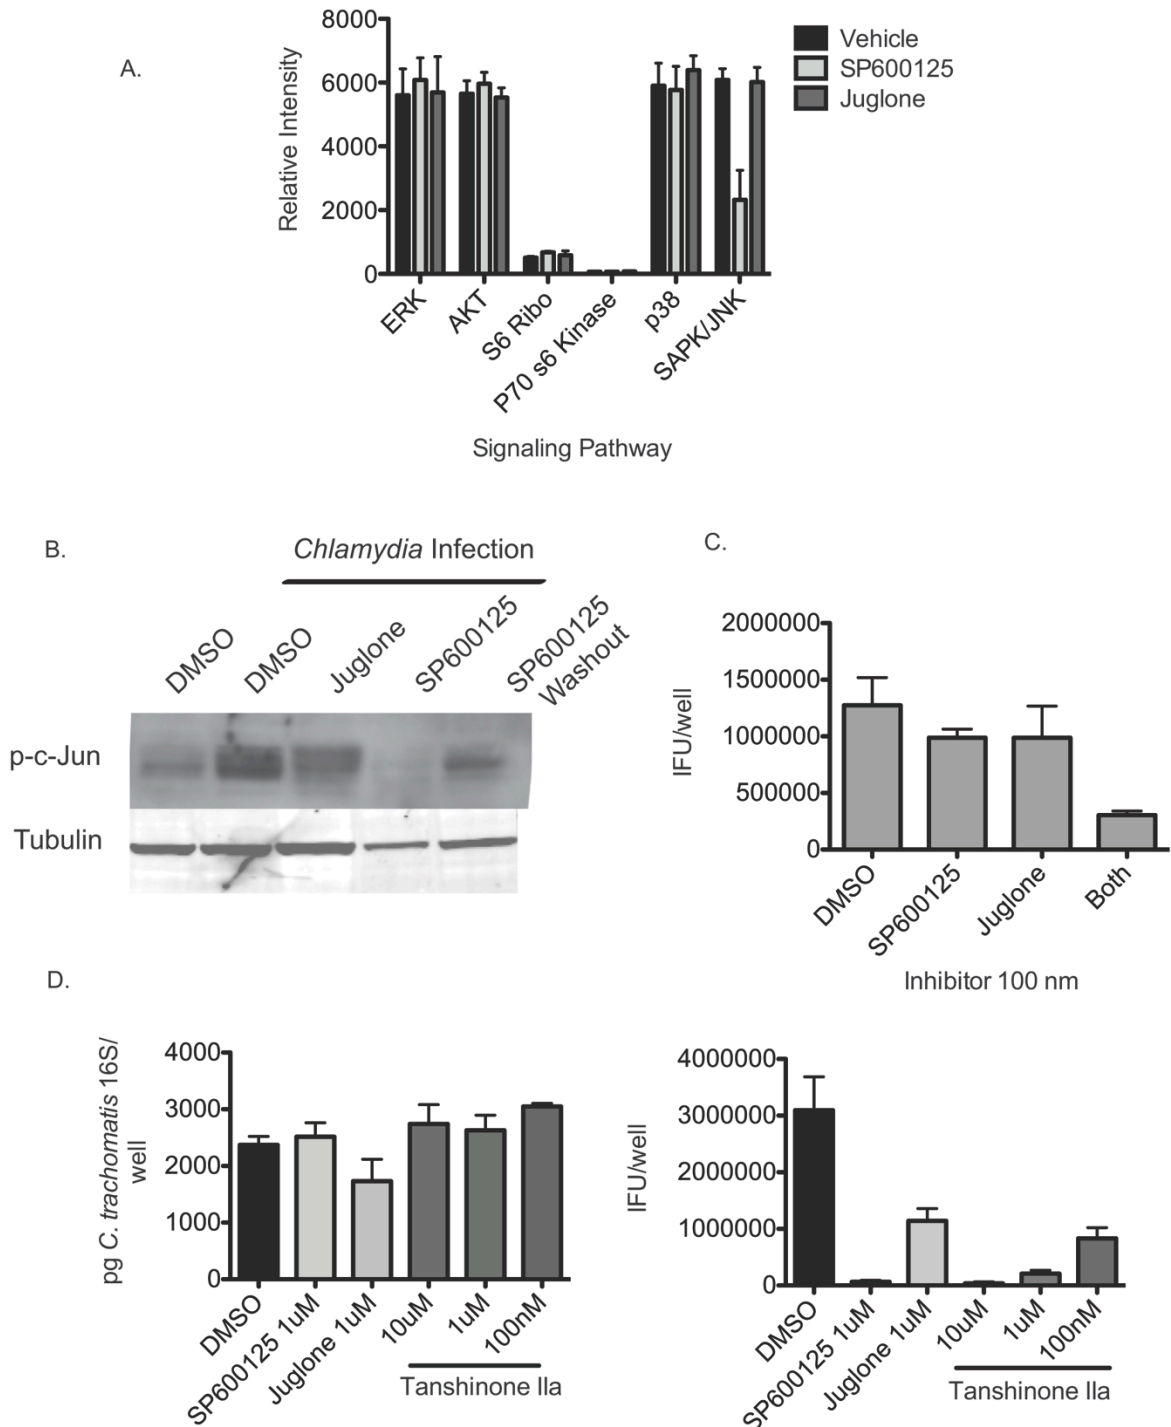 A.
8000
6000
4000
2000
0
Relative Intensity
Vehicle
SP600125
Juglone
ERK
AKT
S6 Ribo
P70 s6 Kinase
p38
SAPK/JNK
Signaling Pathway
B.
Chlamydia Infection
DMSO
DMSO
Juglone
SP600125
SP600125
Washout
p-c-Jun
Tubulin
C.
2000000
1500000
1000000
500000
0
IFU/well
DMSO
SP600125
Juglone
Both
Inhibitor 100 nm
D.
pg C. trachomatis 16S/
well
4000
3000
2000
1000
0
DMSO
SP600125 1uM
Juglone 1uM
10uM
1uM
100nM
Tanshinone IIa
IFU/well
4000000
3000000
2000000
1000000
0
DMSO
SP600125 1uM
Juglone 1uM
10uM
1uM
100nM
Tanshinone IIa